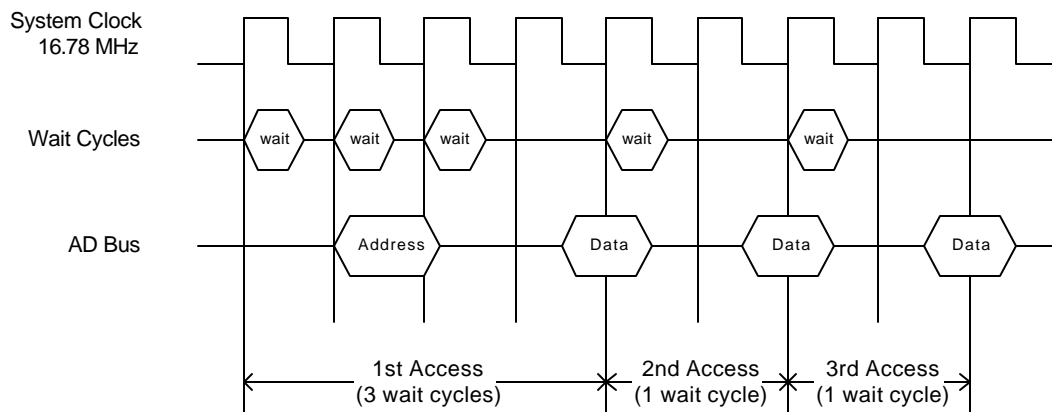 System Clock
16.78 MHz
Wait Cycles
wait
wait
wait
wait
wait
AD Bus
Address
Data
Data
Data
1st Access
(3 wait cycles)
2nd Access
(1 wait cycle)
3rd Access
(1 wait cycle)